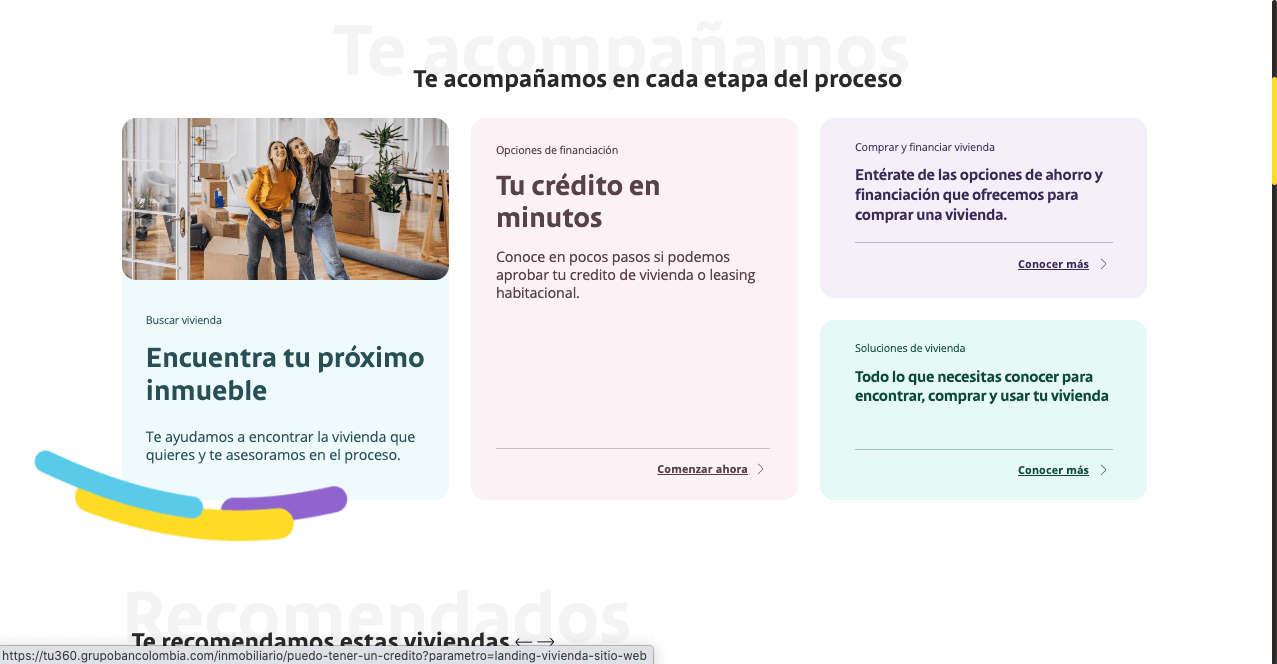 Te acompañamos
Te acompañamos en cada etapa del proceso
Buscar vivienda
Encuentra tu próximo
inmueble
Te ayudamos a encontrar la vivienda que
quieres y te asesoramos en el proceso.
Opciones de financiación
Tu crédito en
minutos
Conoce en pocos pasos si podemos
aprobar tu credito de vivienda o leasing
habitacional.
Comenzar ahora
Comprar y financiar vivienda
Entérate de las opciones de ahorro y
financiación que ofrecemos para
comprar una vivienda.
Conocer más
Soluciones de vivienda
Todo lo que necesitas conocer para
encontrar, comprar y usar tu vivienda
Conocer más
Recomendados
Te recomendamos estas viviendas
https://tu360.grupobancolombia.com/inmobiliario/puedo-tener-un-credito?parametro=landing-vivienda-sitio-web